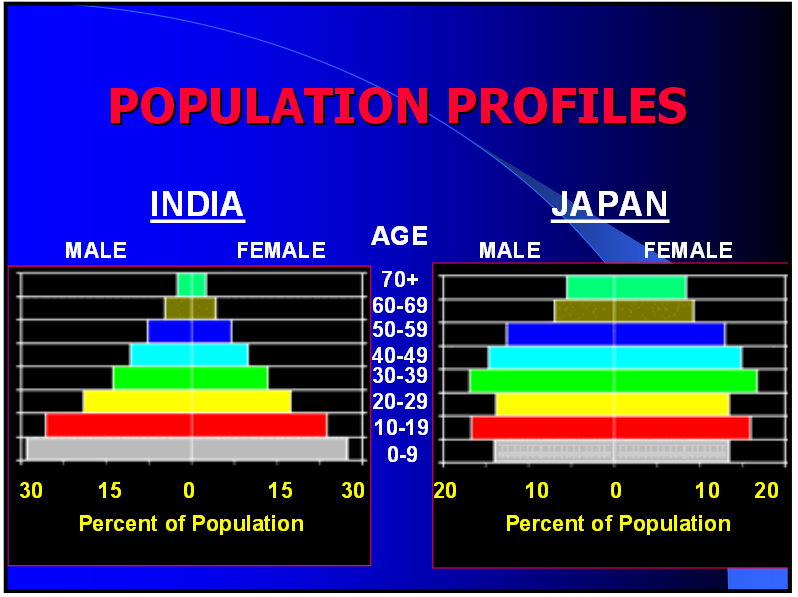 POPULATION PROFILES
INDIA
JAPAN
AGE
MALE FEMALE
MALE FEMALE
70+
60-69
50-59
40-49
30-39
20-29
10-19
0-9
30 15 0 15 30
Percent of Population
20 10 0 10 20
Percent of Population